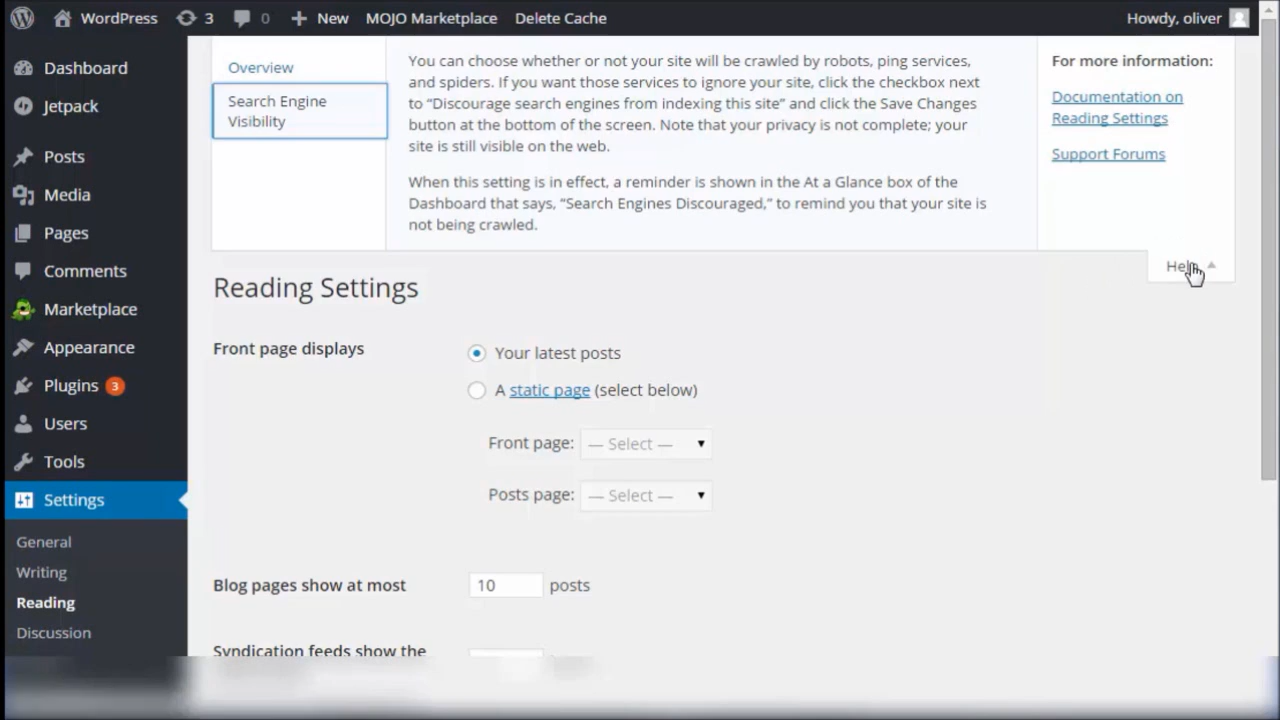 WordPress 3 0 New MOJO Marketplace Delete Cache Howdy, oliver
Dashboard
Jetpack
Posts
Media
Pages
Comments
Marketplace
Appearance
Plugins 3
Users
Tools
Settings
General
Writing
Reading
Discussion
Overview
Search Engine
Visibility
You can choose whether or not your site will be crawled by robots, ping services,
and spiders. If you want those services to ignore your site, click the checkbox next
to “Discourage search engines from indexing this site” and click the Save Changes
button at the bottom of the screen. Note that your privacy is not complete; your
site is still visible on the web.
When this setting is in effect, a reminder is shown in the At a Glance box of the
Dashboard that says, “Search Engines Discouraged,” to remind you that your site is
not being crawled.
For more information:
Documentation on
Reading Settings
Support Forums
Help
Reading Settings
Front page displays
Your latest posts
A static page (select below)
Front page: — Select —
Posts page: — Select —
Blog pages show at most 10 posts
Syndication feeds show the